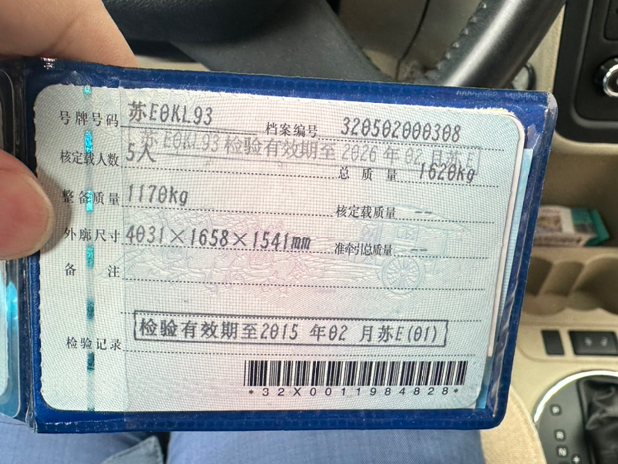 号牌号码 苏E0KL93 档案编号 320502000308
苏E0KL93 检验有效期至2026年02月苏E
核定载人数 5人 总质量 1620kg
整备质量 1170kg 核定载质量 --
外廓尺寸 4031×1658×1541mm 准牵引总质量 --
备注
检验有效期至2015年02月苏E(01)
检验记录
*32X0011984828*